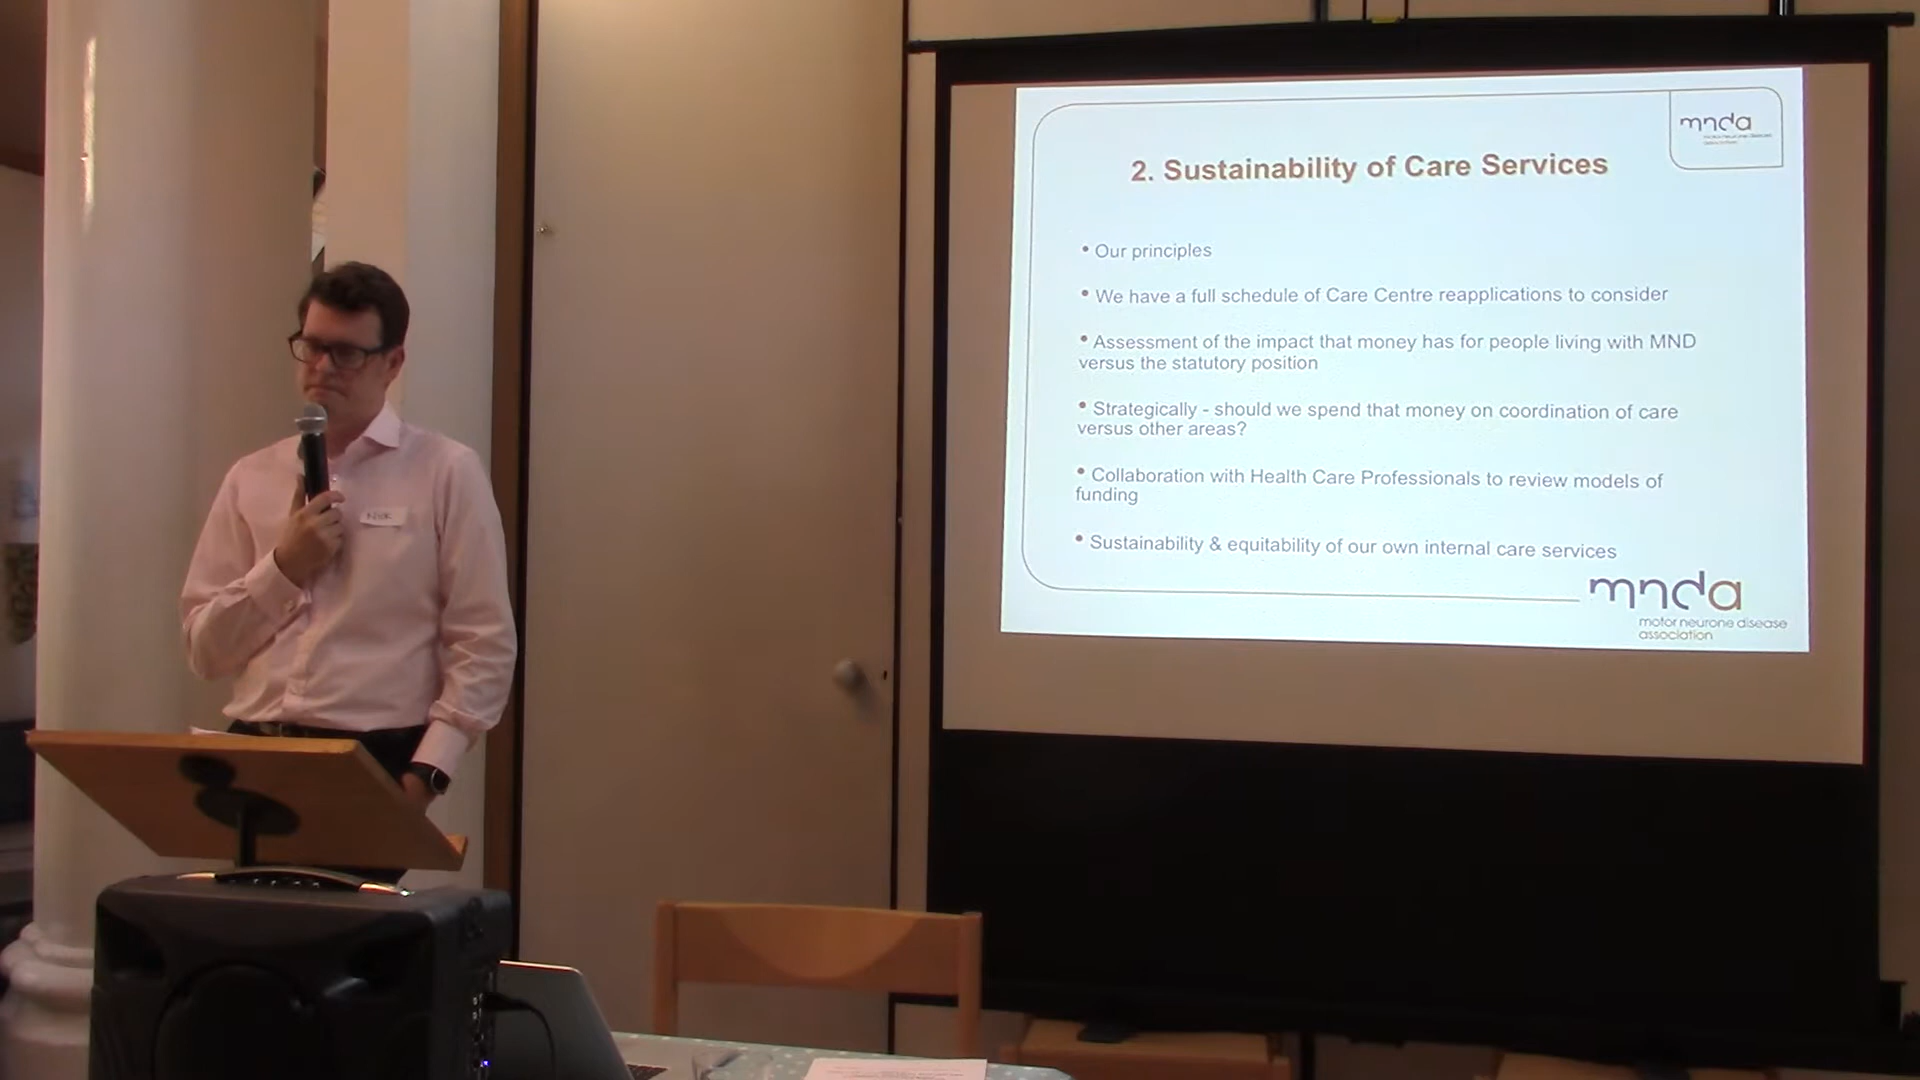 mnda
2. Sustainability of Care Services
• Our principles
• We have a full schedule of Care Centre reapplications to consider
• Assessment of the impact that money has for people living with MND
versus the statutory position
• Strategically - should we spend that money on coordination of care
versus other areas?
• Collaboration with Health Care Professionals to review models of
funding
• Sustainability & equitability of our own internal care services
mnda
motor neurone disease
association